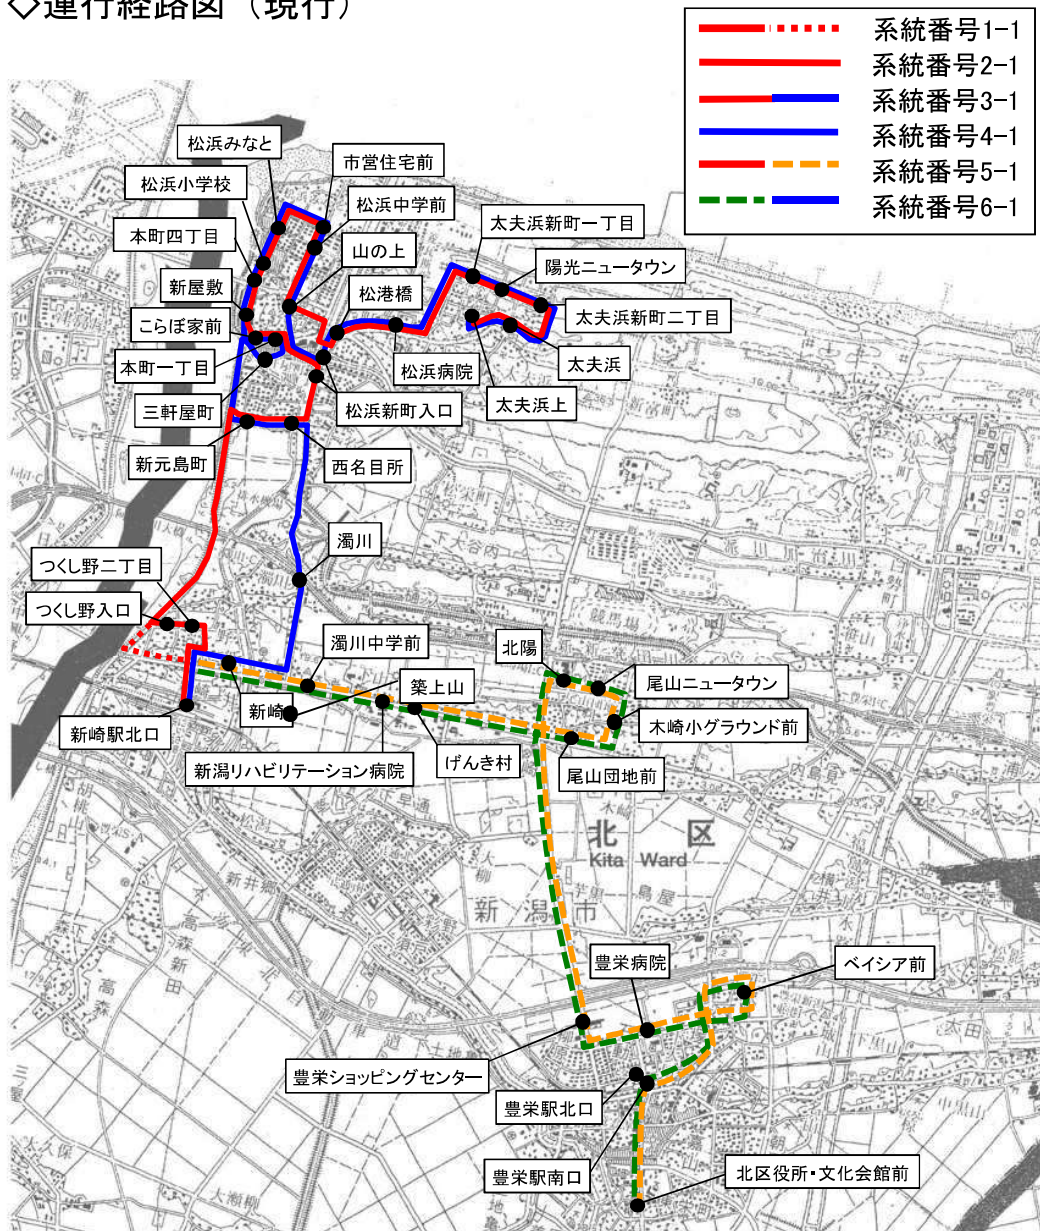 ◇運行経路図（現行）
系統番号1-1
系統番号2-1
系統番号3-1
系統番号4-1
系統番号5-1
系統番号6-1
松浜みなと
市営住宅前
松浜小学校
松浜中学前
本町四丁目
太夫浜新町一丁目
山の上
陽光ニュータウン
新屋敷
松港橋
太夫浜新町二丁目
こらぼ家前
本町一丁目
松浜病院
太夫浜
三軒屋町
松浜新町入口
太夫浜上
新元島町
西名目所
濁川
つくし野二丁目
つくし野入口
濁川中学前
北陽
築上山
尾山ニュータウン
新崎
新崎駅北口
木崎小グラウンド前
新潟リハビリテーション病院
げんき村
尾山団地前
北区
Kita Ward
新潟市
豊栄病院
ベイシア前
豊栄ショッピングセンター
豊栄駅北口
豊栄駅南口
北区役所・文化会館前